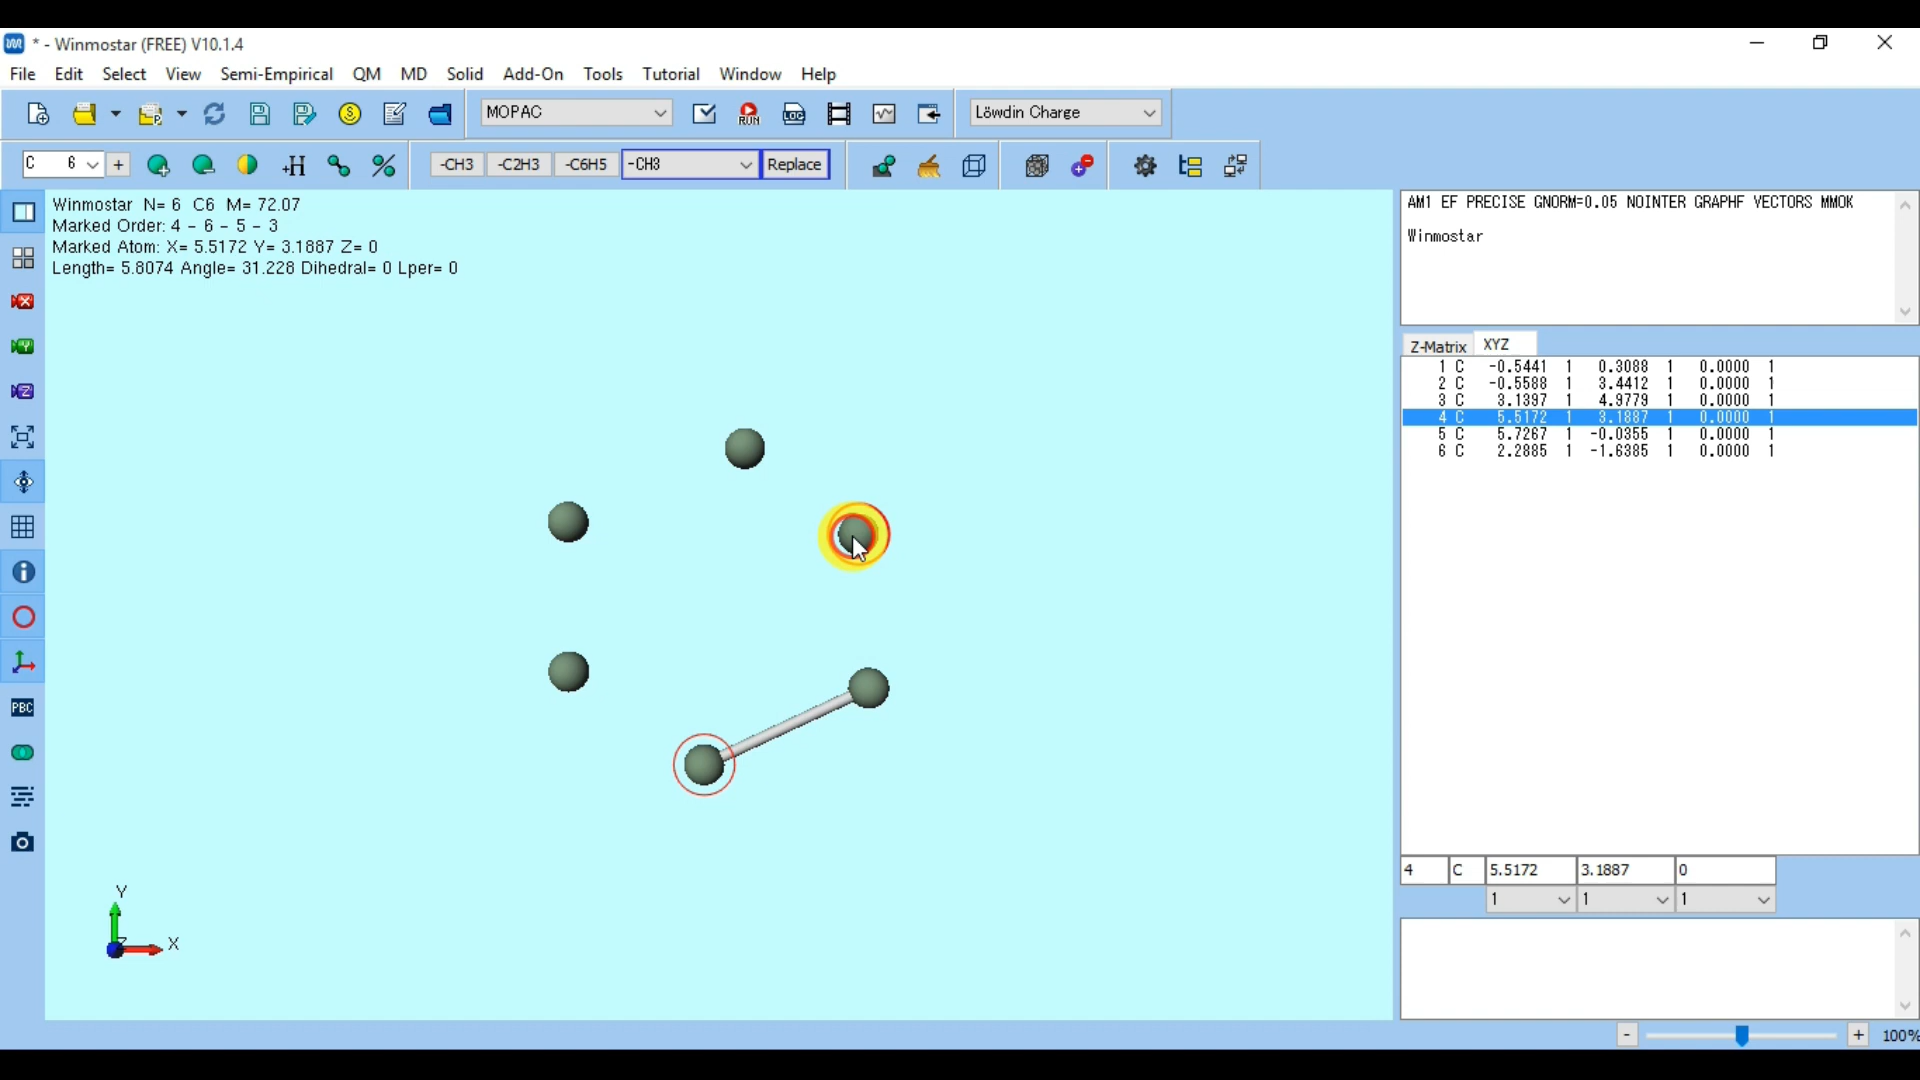 * - Winmostar (FREE) V10.1.4
File Edit Select View Semi-Empirical QM MD Solid Add-On Tools Tutorial Window Help
MOPAC RUN LOG Löwdin Charge
C 6 + +H -CH3 -C2H3 -C6H5 -CH3 Replace
Winmostar N= 6 C6 M= 72.07
Marked Order: 4 - 6 - 5 - 3
Marked Atom: X= 5.5172 Y= 3.1887 Z= 0
Length= 5.8074 Angle= 31.228 Dihedral= 0 Lper= 0
PBC
Y
Z
X
AM1 EF PRECISE GNORM=0.05 NOINTER GRAPHF VECTORS MMOK
Winmostar
Z-Matrix XYZ
1 C -0.5441 1 0.3088 1 0.0000 1
2 C -0.5588 1 3.4412 1 0.0000 1
3 C 3.1397 1 4.9779 1 0.0000 1
4 C 5.5172 1 3.1887 1 0.0000 1
5 C 5.7267 1 -0.0355 1 0.0000 1
6 C 2.2885 1 -1.6385 1 0.0000 1
4 C 5.5172 3.1887 0
1 1 1
- + 100%